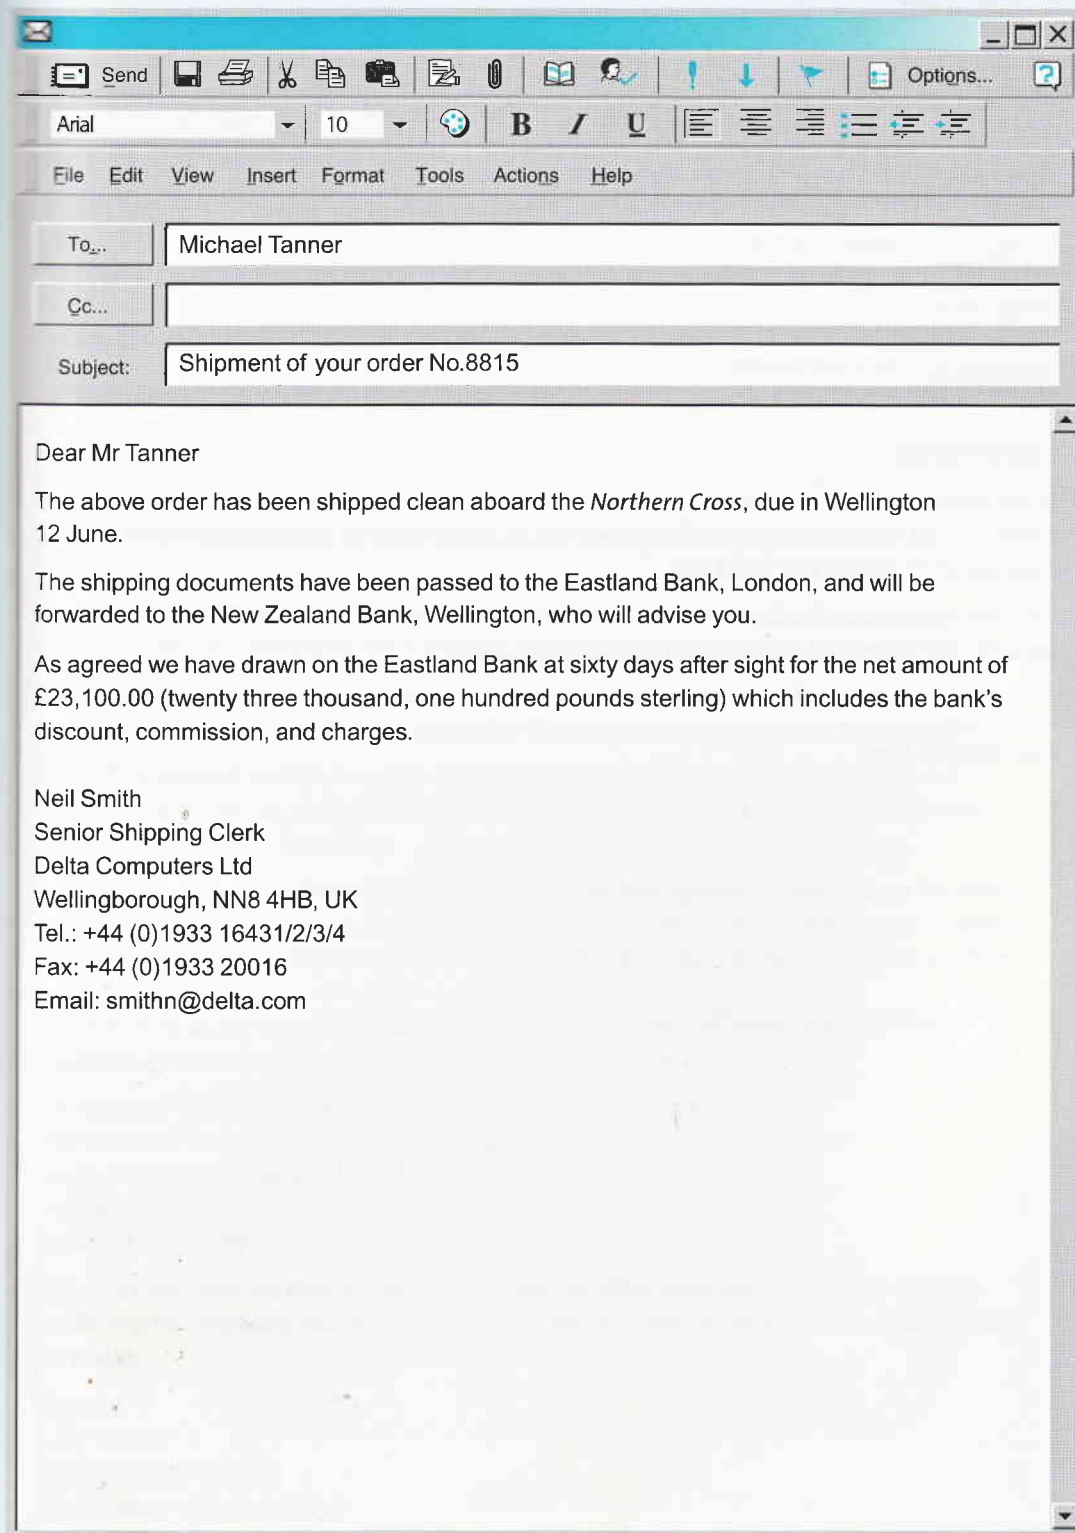 Send Options...
Arial 10 B I U
File Edit View Insert Format Tools Actions Help
To... Michael Tanner
Cc...
Subject: Shipment of your order No.8815
Dear Mr Tanner
The above order has been shipped clean aboard the Northern Cross, due in Wellington
12 June.
The shipping documents have been passed to the Eastland Bank, London, and will be
forwarded to the New Zealand Bank, Wellington, who will advise you.
As agreed we have drawn on the Eastland Bank at sixty days after sight for the net amount of
£23,100.00 (twenty three thousand, one hundred pounds sterling) which includes the bank's
discount, commission, and charges.
Neil Smith
Senior Shipping Clerk
Delta Computers Ltd
Wellingborough, NN8 4HB, UK
Tel.: +44 (0)1933 16431/2/3/4
Fax: +44 (0)1933 20016
Email: smithn@delta.com